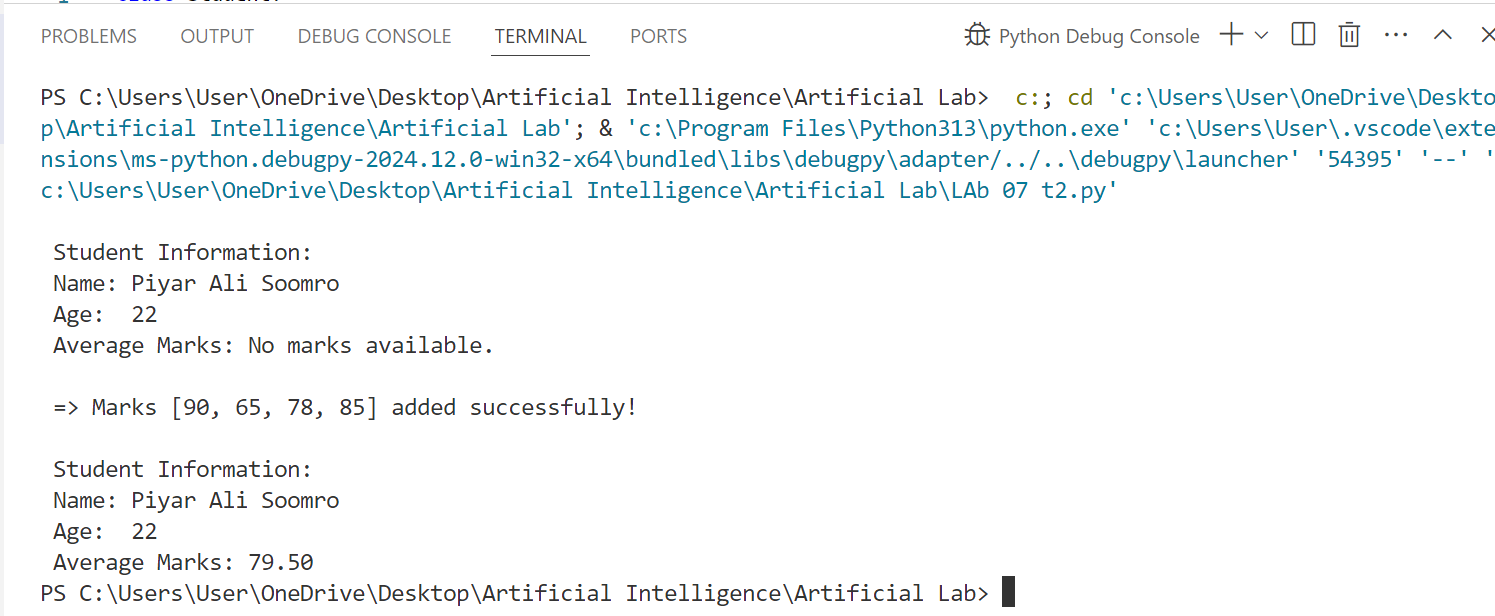 class Student:
PROBLEMS OUTPUT DEBUG CONSOLE TERMINAL PORTS Python Debug Console
PS C:\Users\User\OneDrive\Desktop\Artificial Intelligence\Artificial Lab>  c:; cd 'c:\Users\User\OneDrive\Deskto
p\Artificial Intelligence\Artificial Lab'; & 'c:\Program Files\Python313\python.exe' 'c:\Users\User\.vscode\exte
nsions\ms-python.debugpy-2024.12.0-win32-x64\bundled\libs\debugpy\adapter/../..\debugpy\launcher' '54395' '--' '
c:\Users\User\OneDrive\Desktop\Artificial Intelligence\Artificial Lab\LAb 07 t2.py'
Student Information:
Name: Piyar Ali Soomro
Age:  22
Average Marks: No marks available.
=> Marks [90, 65, 78, 85] added successfully!
Student Information:
Name: Piyar Ali Soomro
Age:  22
Average Marks: 79.50
PS C:\Users\User\OneDrive\Desktop\Artificial Intelligence\Artificial Lab>